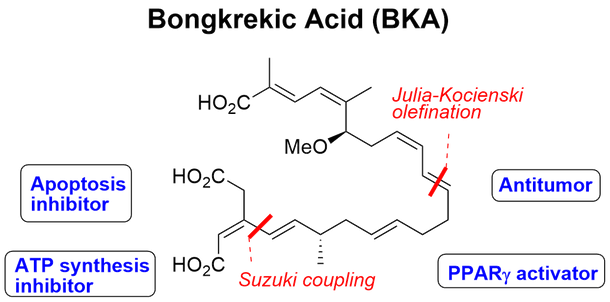 Bongkrekic Acid (BKA)
HO2C
Julia-Kocienski
olefination
MeO
HO2C
Apoptosis
inhibitor
Antitumor
ATP synthesis
inhibitor
HO2C
Suzuki coupling
PPARγ activator